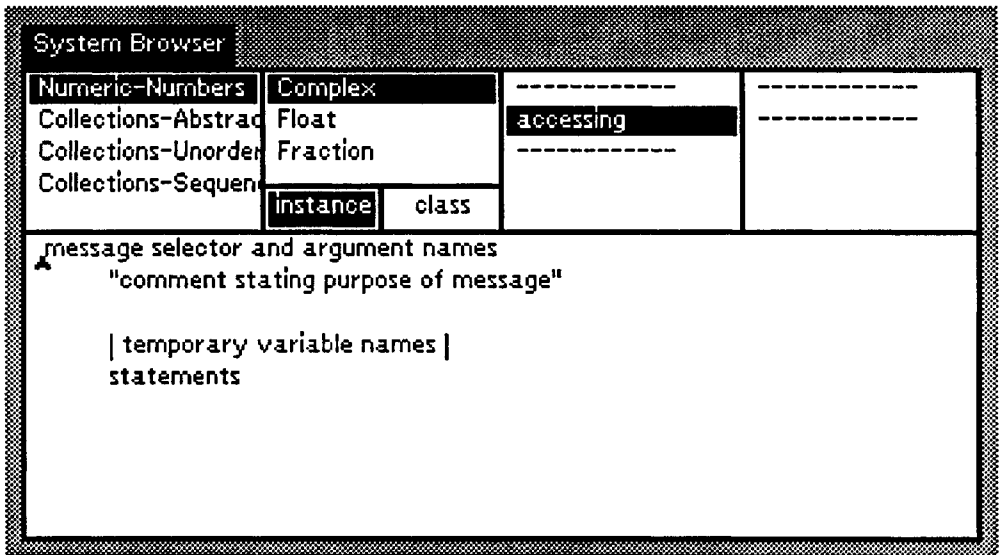 System Browser
Numeric-Numbers
Collections-Abstrac
Collections-Unorder
Collections-Sequen
Complex
Float
Fraction
instance class
------------
accessing
------------
------------
------------
message selector and argument names
"comment stating purpose of message"
| temporary variable names |
statements